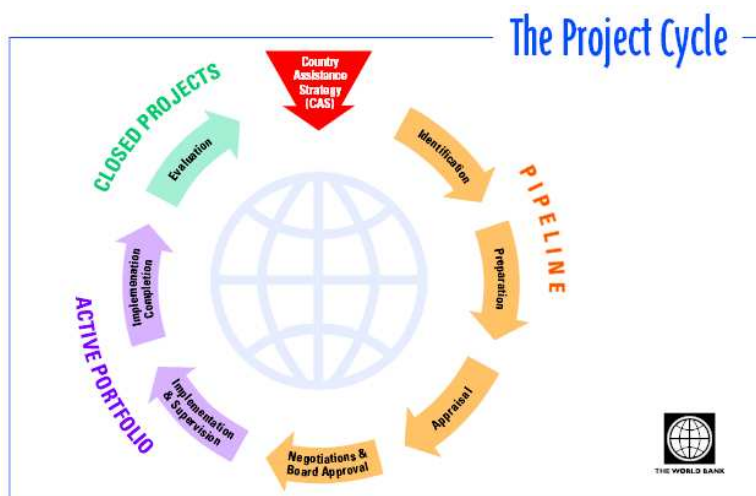 The Project Cycle
Country
Assistance
Strategy
(CAS)
Identification
PIPELINE
Preparation
Appraisal
Negotiations &
Board Approval
Implementation
& Supervision
ACTIVE PORTFOLIO
Implemenation
Completion
CLOSED PROJECTS
Evaluation
THE WORLD BANK